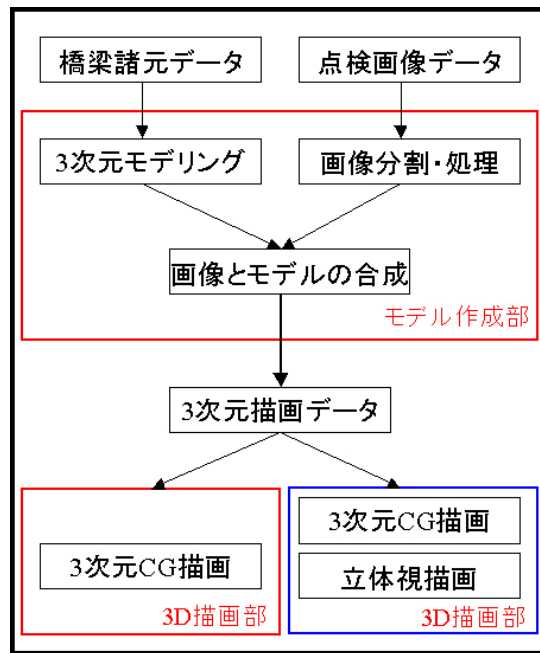 橋梁諸元データ
点検画像データ
3次元モデリング
画像分割・処理
画像とモデルの合成
モデル作成部
3次元描画データ
3次元CG描画
3D描画部
3次元CG描画
立体視描画
3D描画部